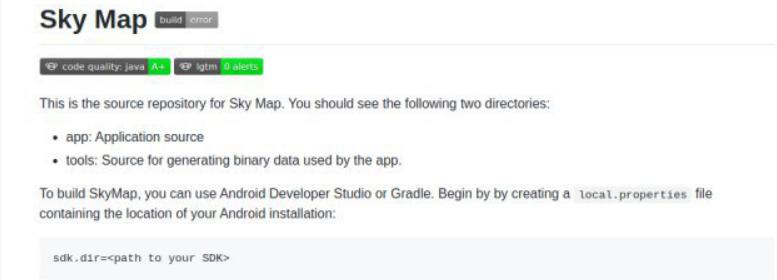 Sky Map build error
code quality: java A+ lgtm 0 alerts
This is the source repository for Sky Map. You should see the following two directories:
• app: Application source
• tools: Source for generating binary data used by the app.
To build SkyMap, you can use Android Developer Studio or Gradle. Begin by by creating a local.properties file
containing the location of your Android installation:
sdk.dir=<path to your SDK>